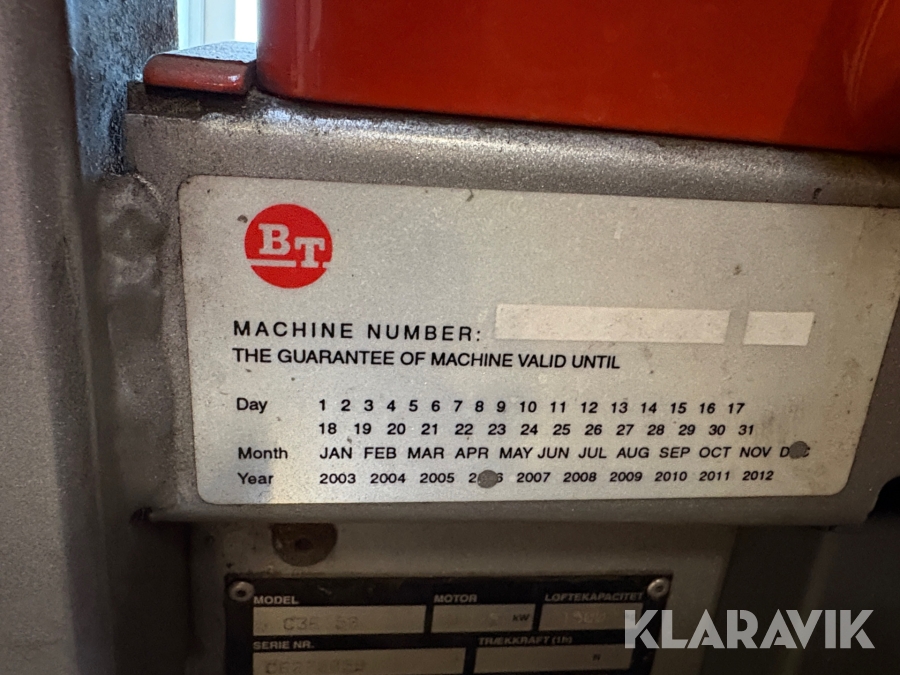 BT
MACHINE NUMBER:
THE GUARANTEE OF MACHINE VALID UNTIL
Day 1 2 3 4 5 6 7 8 9 10 11 12 13 14 15 16 17
18 19 20 21 22 23 24 25 26 27 28 29 30 31
Month JAN FEB MAR APR MAY JUN JUL AUG SEP OCT NOV
Year 2003 2004 2005 2007 2008 2009 2010 2011 2012
MODEL MOTOR LOFTEKAPACITET
kW
SERIE NR. TRÆKKRAFT (1h)
N
KLARAVIK